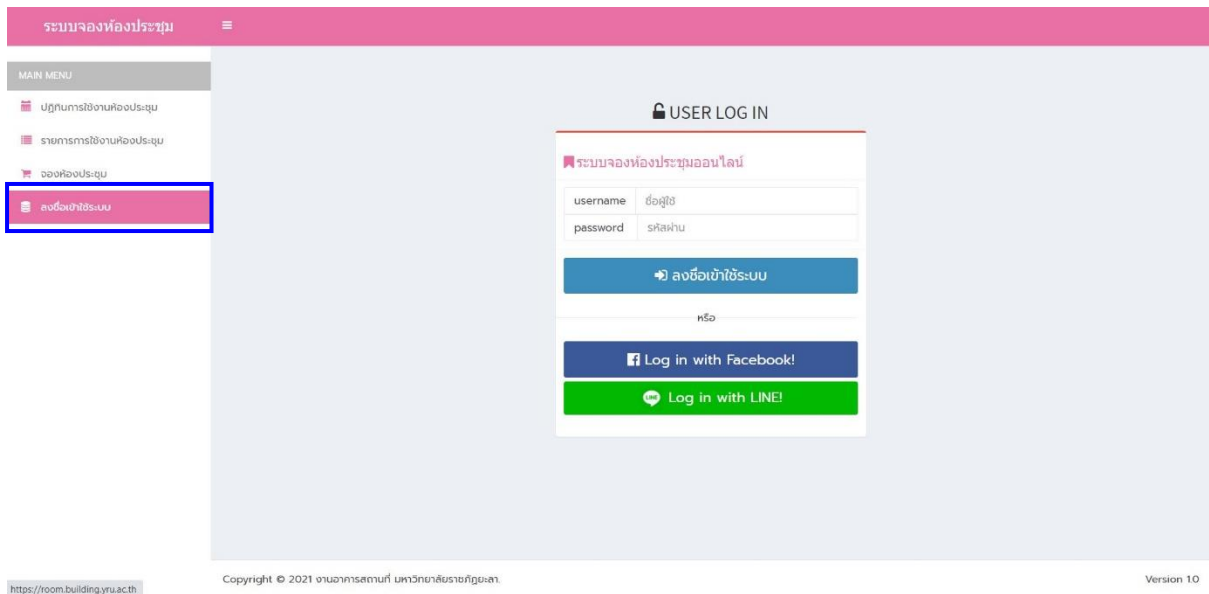 ระบบจองห้องประชุม
MAIN MENU
ปฏิทินการใช้งานห้องประชุม
รายการการใช้งานห้องประชุม
จองห้องประชุม
ลงชื่อเข้าใช้ระบบ
USER LOG IN
ระบบจองห้องประชุมออนไลน์
username ชื่อผู้ใช้
password รหัสผ่าน
ลงชื่อเข้าใช้ระบบ
หรือ
Log in with Facebook!
LINE Log in with LINE!
Copyright © 2021 งานอาคารสถานที่ มหาวิทยาลัยราชภัฏยะลา. Version 1.0
https://room.building.yru.ac.th